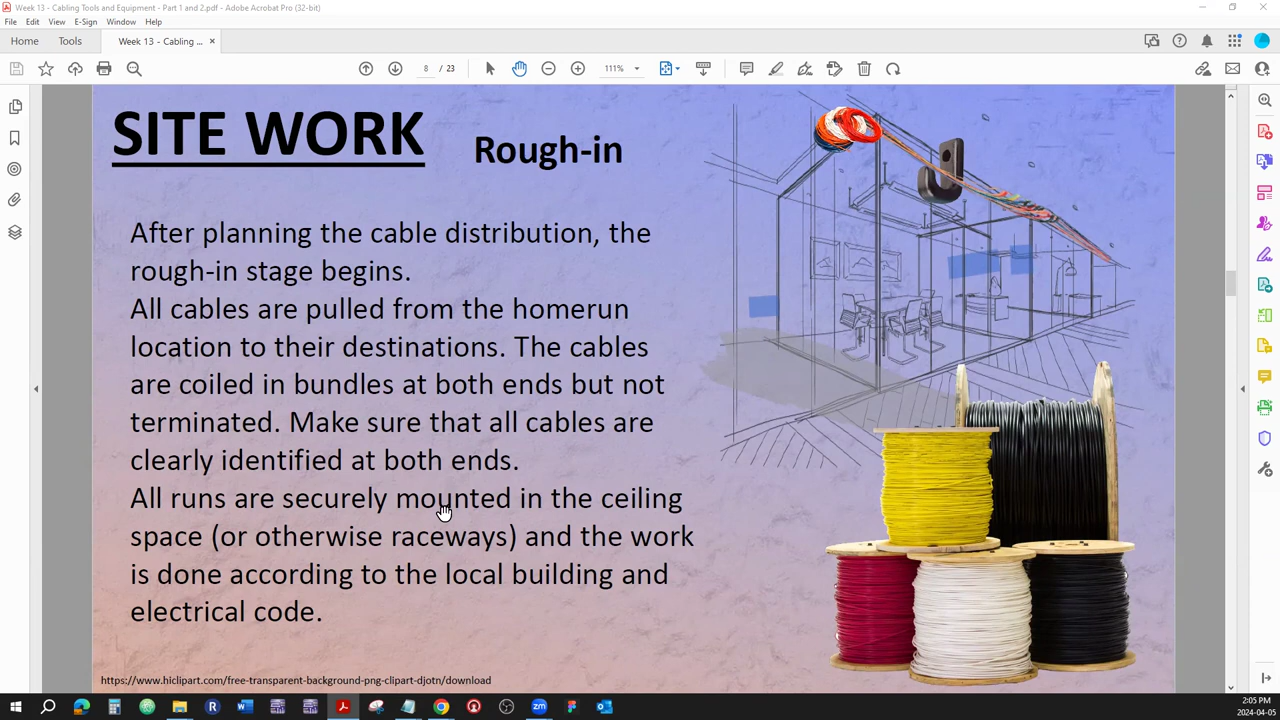 Week 13 - Cabling Tools and Equipment - Part 1 and 2.pdf - Adobe Acrobat Pro (32-bit)
File Edit View E-Sign Window Help
Home Tools Week 13 - Cabling ... ×
8 / 23 111%
SITE WORK Rough-in
After planning the cable distribution, the
rough-in stage begins.
All cables are pulled from the homerun
location to their destinations. The cables
are coiled in bundles at both ends but not
terminated. Make sure that all cables are
clearly identified at both ends.
All runs are securely mounted in the ceiling
space (or otherwise raceways) and the work
is done according to the local building and
electrical code.
https://www.hiclipart.com/free-transparent-background-png-clipart-djotn/download
2:05 PM
2024-04-05